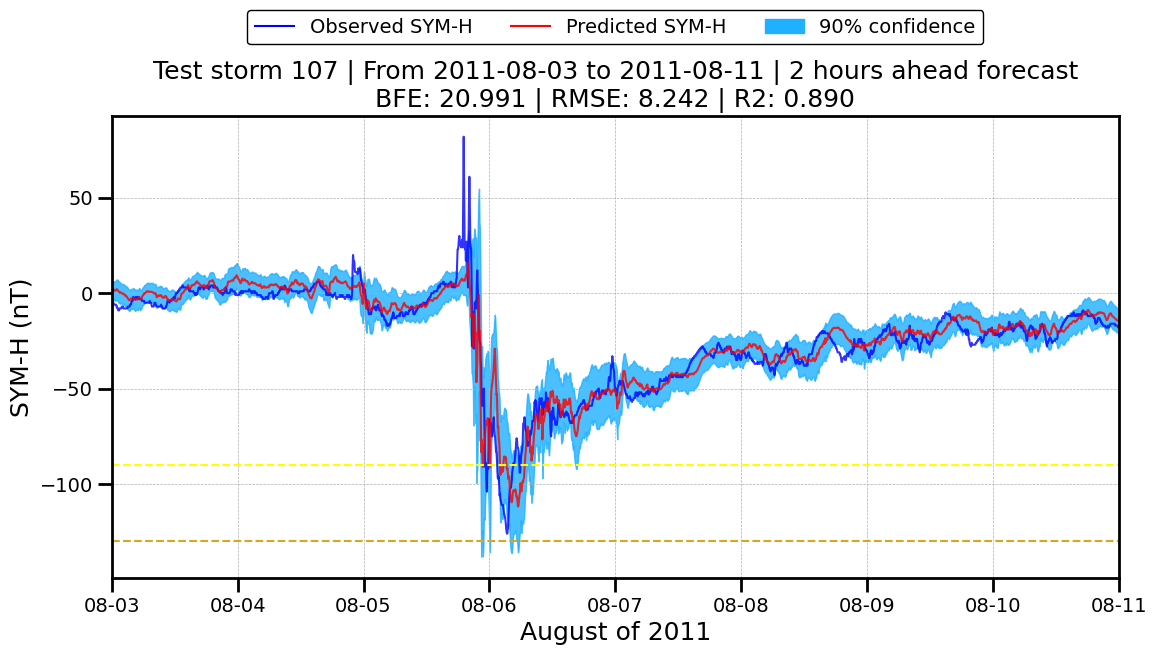 Observed SYM-H Predicted SYM-H 90% confidence
Test storm 107 | From 2011-08-03 to 2011-08-11 | 2 hours ahead forecast
BFE: 20.991 | RMSE: 8.242 | R2: 0.890
SYM-H (nT)
50
0
−50
−100
08-03 08-04 08-05 08-06 08-07 08-08 08-09 08-10 08-11
August of 2011